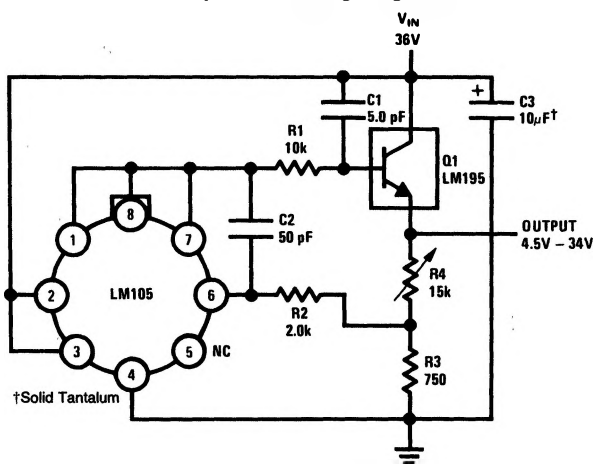 V_IN
36V
C1
5.0 pF
+
C3
10μF†
R1
10k
Q1
LM195
8
1
7
C2
50 pF
OUTPUT
4.5V – 34V
R4
15k
2
LM105
6
R2
2.0k
3
5
NC
4
R3
750
†Solid Tantalum